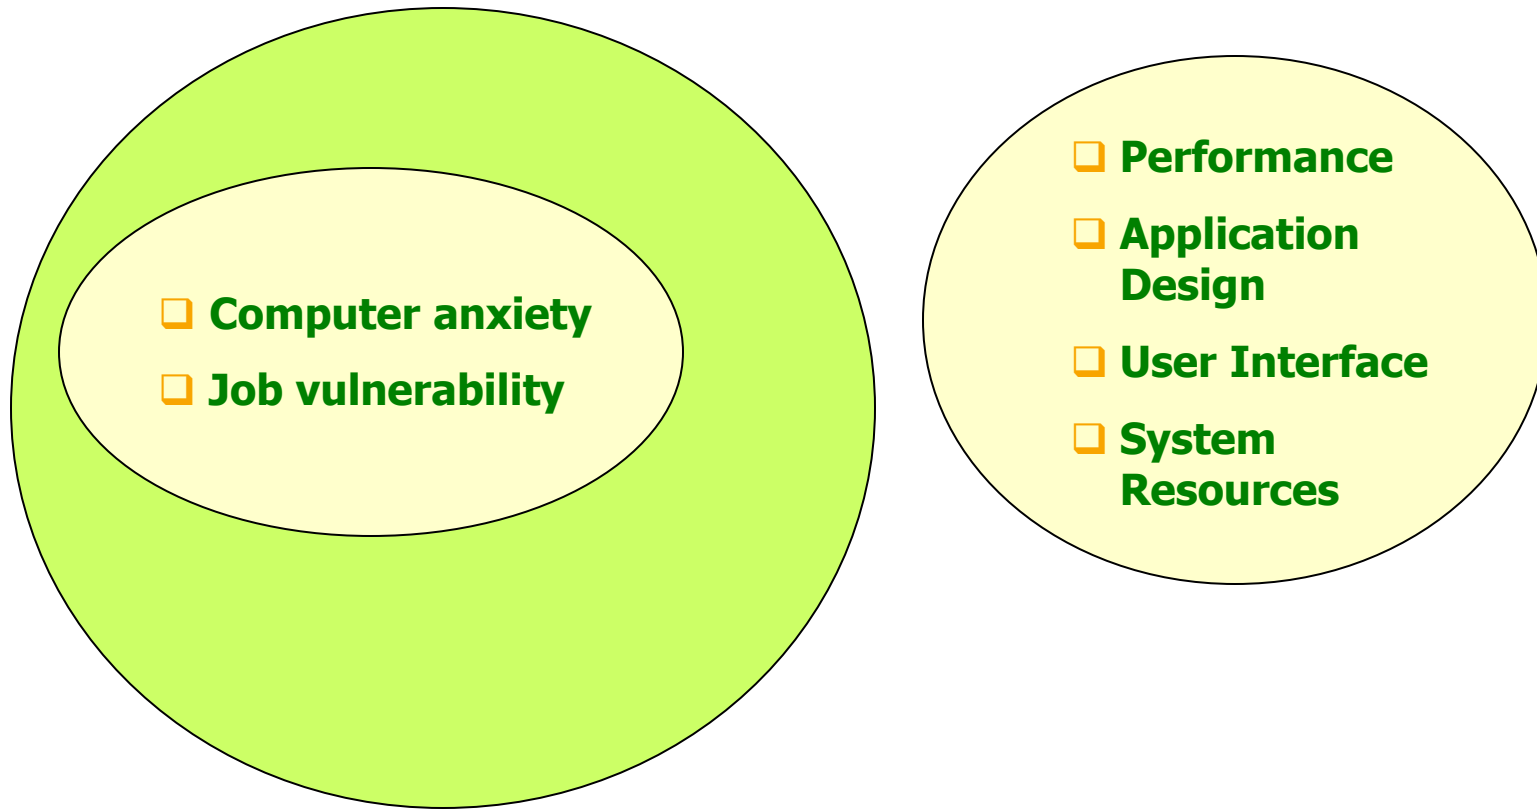 ❑ Computer anxiety
❑ Job vulnerability
❑ Performance
❑ Application
Design
❑ User Interface
❑ System
Resources